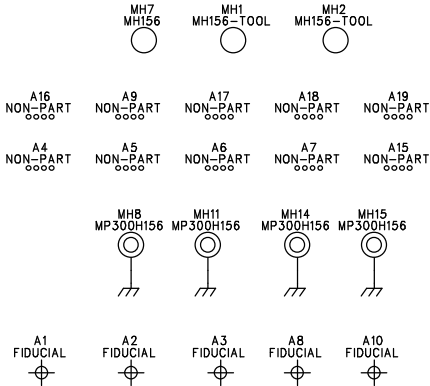 MH7 MH1 MH2
MH156 MH156-TOOL MH156-TOOL
A16 A9 A17 A18 A19
NON-PART NON-PART NON-PART NON-PART NON-PART
A4 A5 A6 A7 A15
NON-PART NON-PART NON-PART NON-PART NON-PART
MH8 MH11 MH14 MH15
MP300H156 MP300H156 MP300H156 MP300H156
A1 A2 A3 A8 A10
FIDUCIAL FIDUCIAL FIDUCIAL FIDUCIAL FIDUCIAL